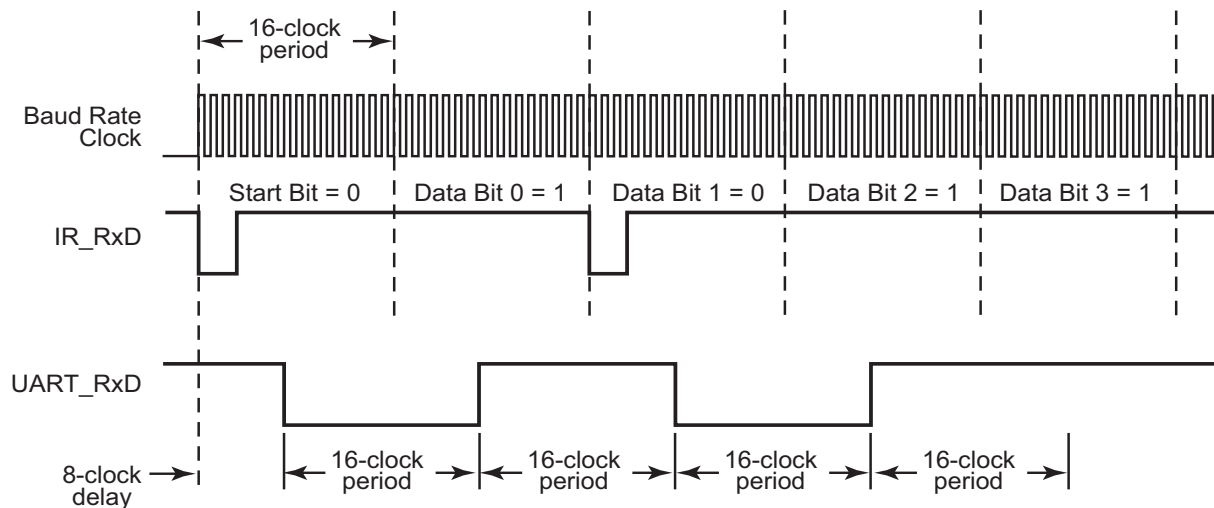 16-clock
period
Baud Rate
Clock
Start Bit = 0
Data Bit 0 = 1
Data Bit 1 = 0
Data Bit 2 = 1
Data Bit 3 = 1
IR_RxD
UART_RxD
8-clock
delay
16-clock
period
16-clock
period
16-clock
period
16-clock
period